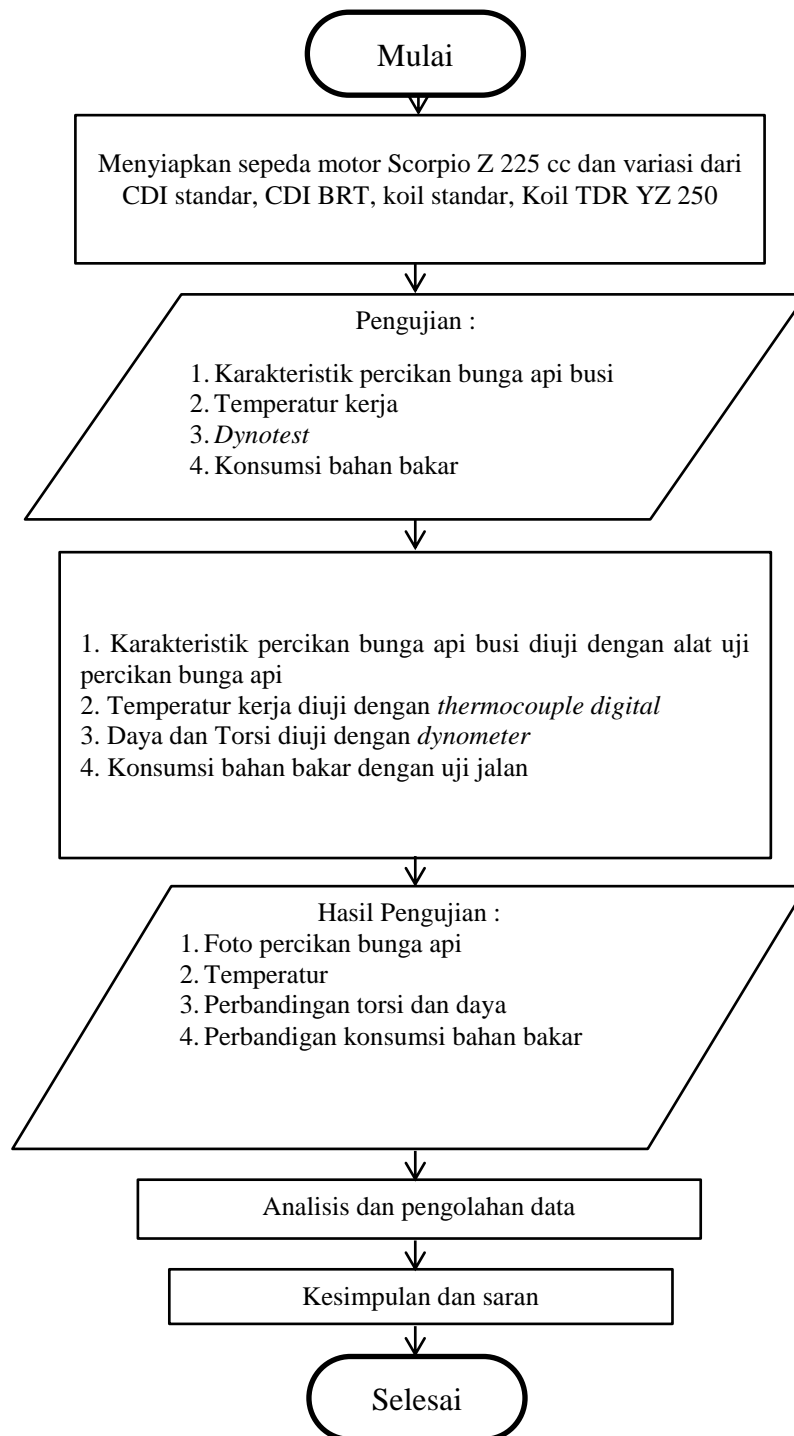 Mulai
Menyiapkan sepeda motor Scorpio Z 225 cc dan variasi dari
CDI standar, CDI BRT, koil standar, Koil TDR YZ 250
Pengujian :
1. Karakteristik percikan bunga api busi
2. Temperatur kerja
3. Dynotest
4. Konsumsi bahan bakar
1. Karakteristik percikan bunga api busi diuji dengan alat uji
percikan bunga api
2. Temperatur kerja diuji dengan thermocouple digital
3. Daya dan Torsi diuji dengan dynometer
4. Konsumsi bahan bakar dengan uji jalan
Hasil Pengujian :
1. Foto percikan bunga api
2. Temperatur
3. Perbandingan torsi dan daya
4. Perbandigan konsumsi bahan bakar
Analisis dan pengolahan data
Kesimpulan dan saran
Selesai